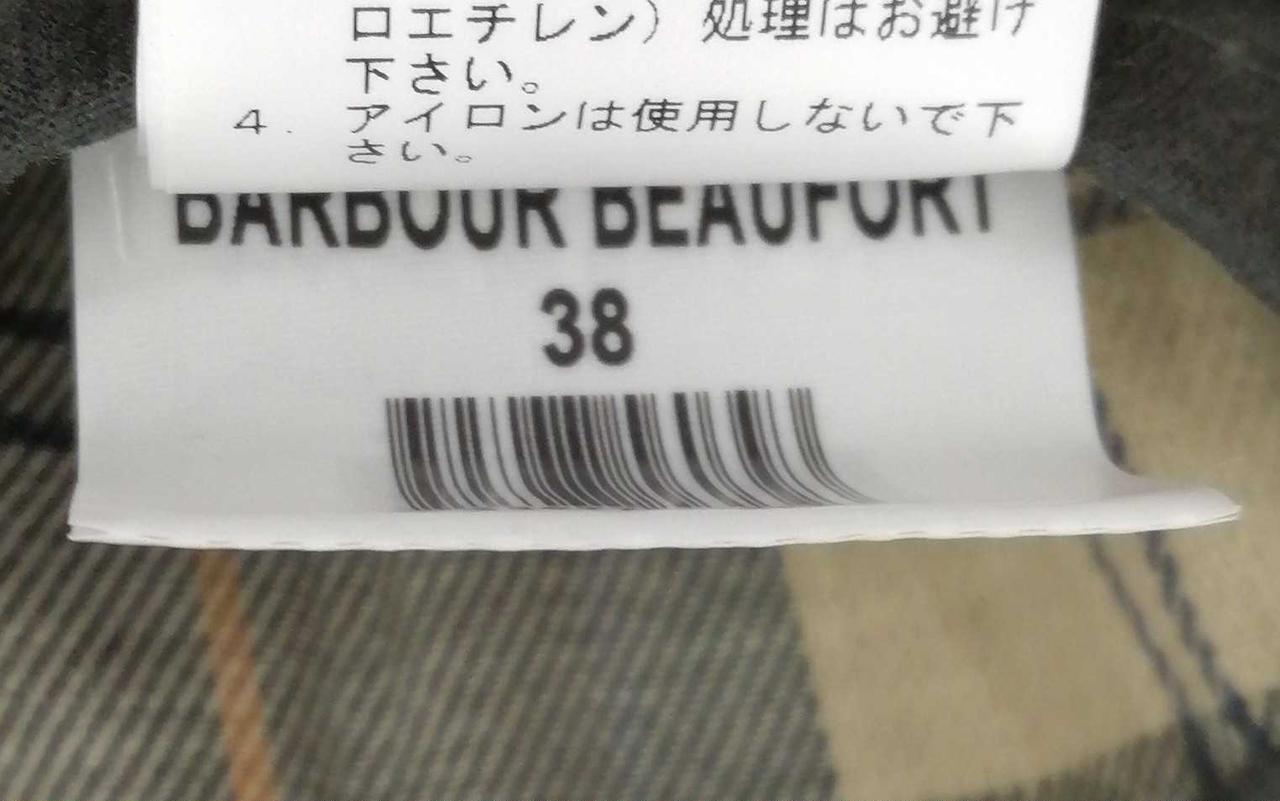 ロエチレン）処理はお避け
下さい。
4. アイロンは使用しないで下
さい。
BARBOUR BEAUFORT
38